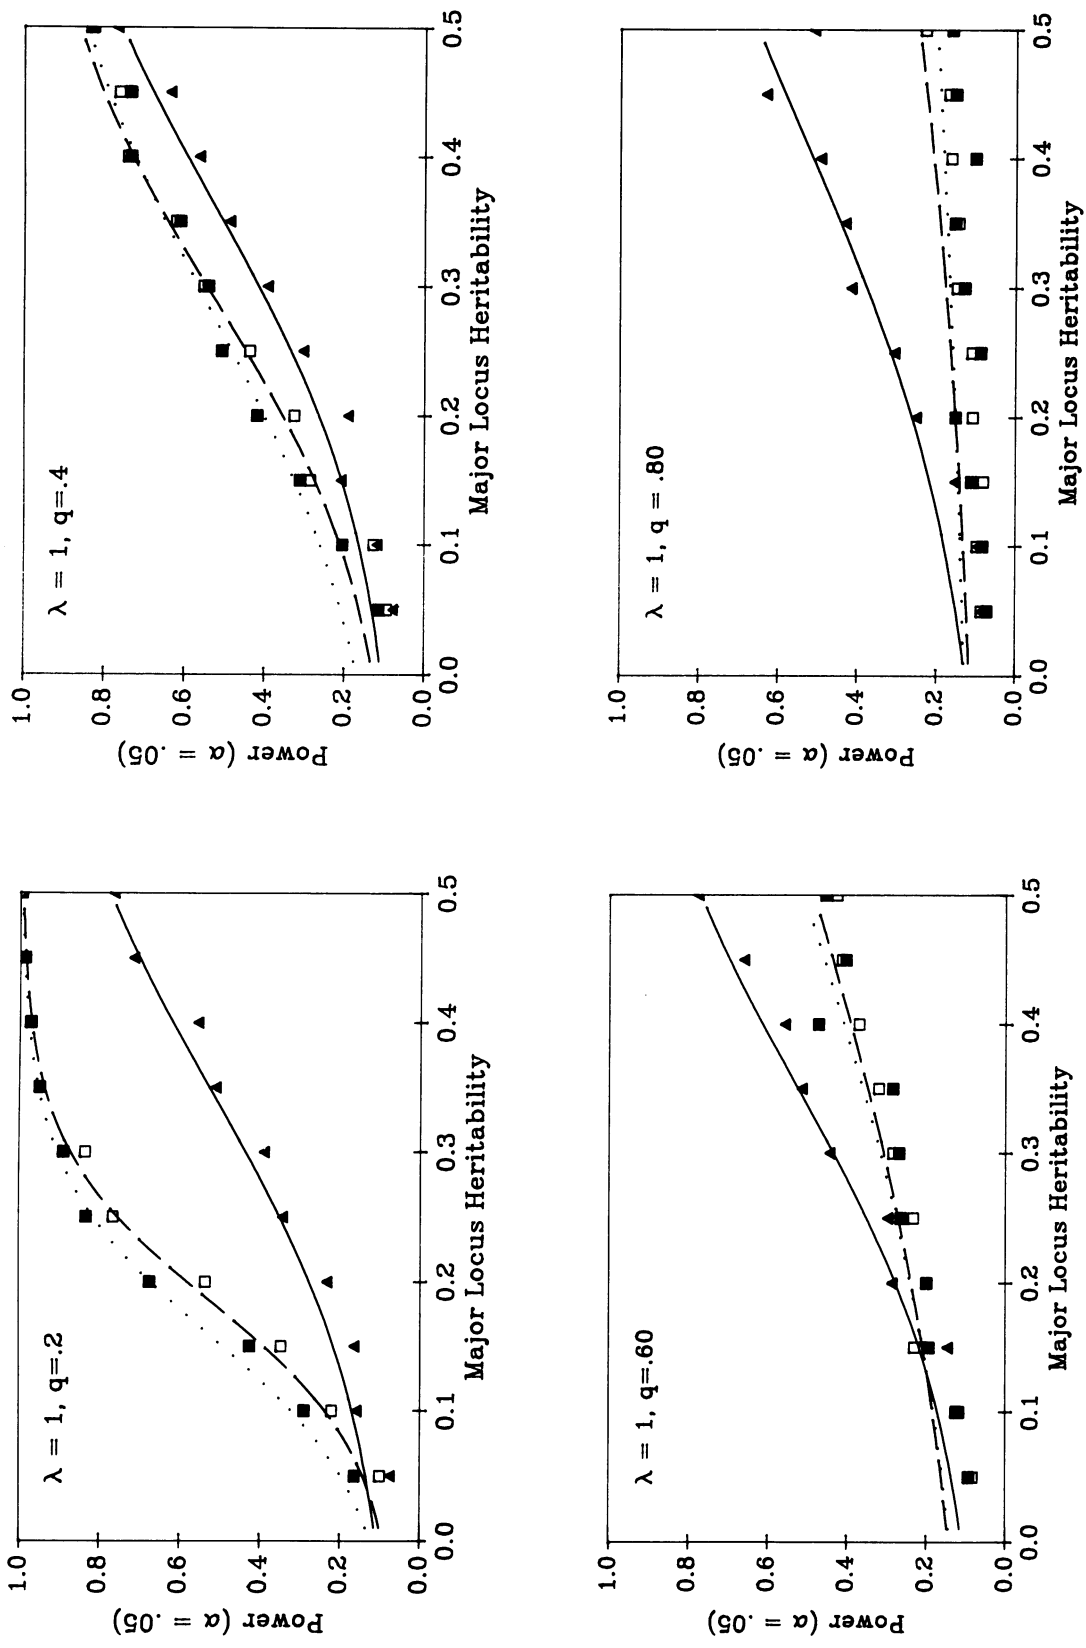 λ = 1, q=.2
Power (α = .05)
1.0
0.8
0.6
0.4
0.2
0.0
0.0 0.1 0.2 0.3 0.4 0.5
Major Locus Heritability
λ = 1, q=.4
Power (α = .05)
1.0
0.8
0.6
0.4
0.2
0.0
0.0 0.1 0.2 0.3 0.4 0.5
Major Locus Heritability
λ = 1, q=.60
Power (α = .05)
1.0
0.8
0.6
0.4
0.2
0.0
0.0 0.1 0.2 0.3 0.4 0.5
Major Locus Heritability
λ = 1, q = .80
Power (α = .05)
1.0
0.8
0.6
0.4
0.2
0.0
0.0 0.1 0.2 0.3 0.4 0.5
Major Locus Heritability